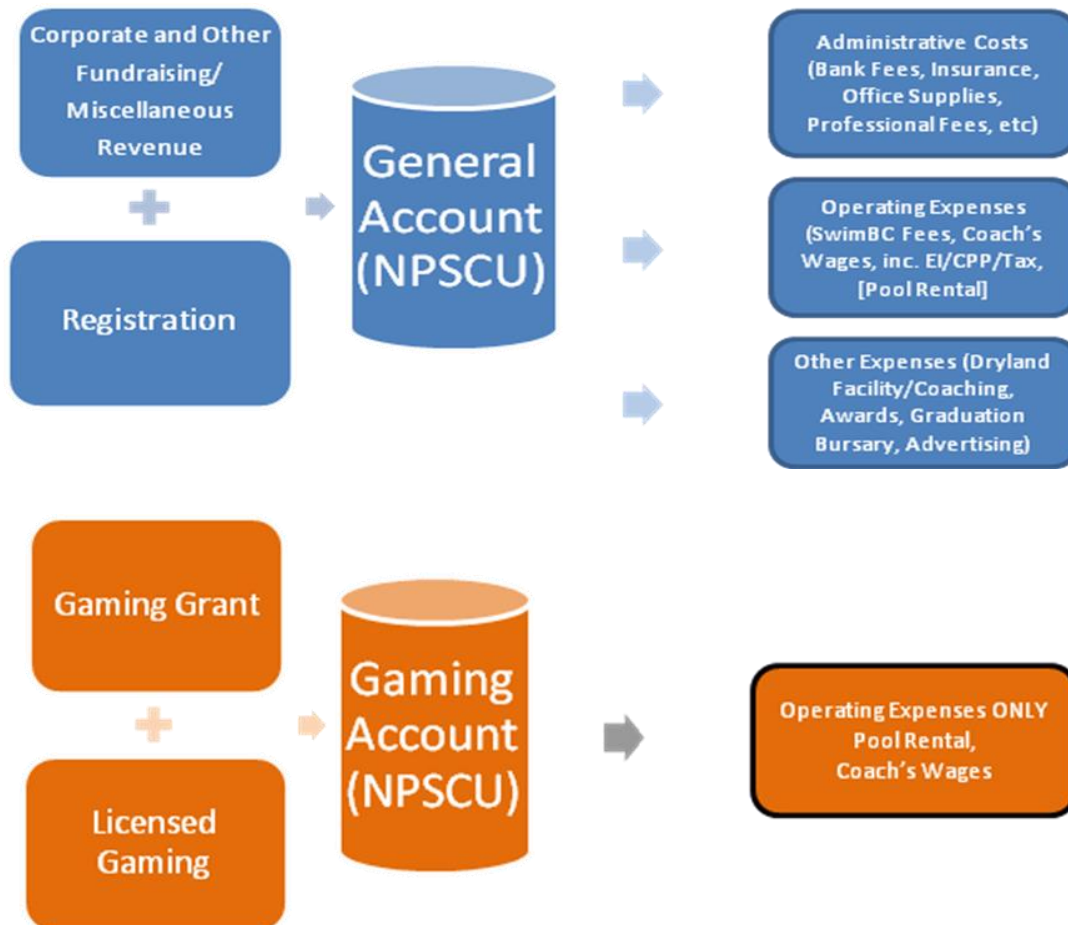 Corporate and Other
Fundraising/
Miscellaneous
Revenue
Registration
General
Account
(NPSCU)
Administrative Costs
(Bank Fees, Insurance,
Office Supplies,
Professional Fees, etc)
Operating Expenses
(SwimBC Fees, Coach's
Wages, inc. EI/CPP/Tax,
[Pool Rental]
Other Expenses (Dryland
Facility/Coaching,
Awards, Graduation
Bursary, Advertising)
Gaming Grant
Licensed
Gaming
Gaming
Account
(NPSCU)
Operating Expenses ONLY
Pool Rental,
Coach's Wages